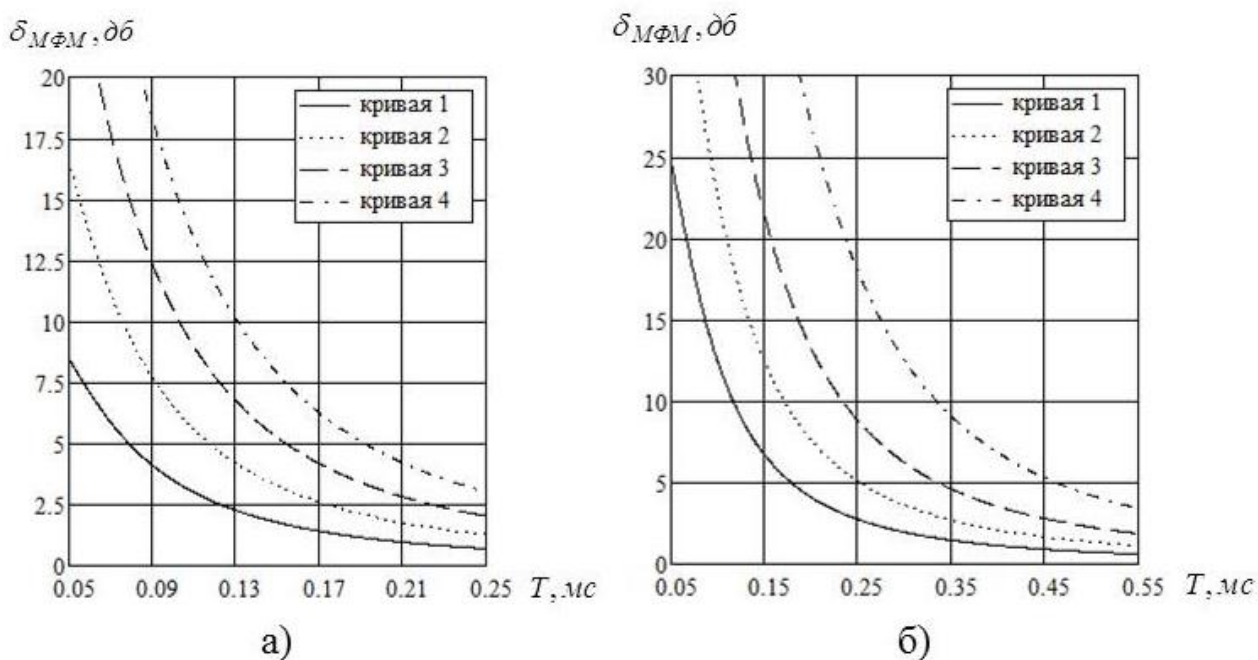 δМФМ, дб
20
17.5
15
12.5
10
7.5
5
2.5
0
0.05 0.09 0.13 0.17 0.21 0.25 T, мс
кривая 1
кривая 2
кривая 3
кривая 4
а)
δМФМ, дб
30
25
20
15
10
5
0
0.05 0.15 0.25 0.35 0.45 0.55 T, мс
кривая 1
кривая 2
кривая 3
кривая 4
б)